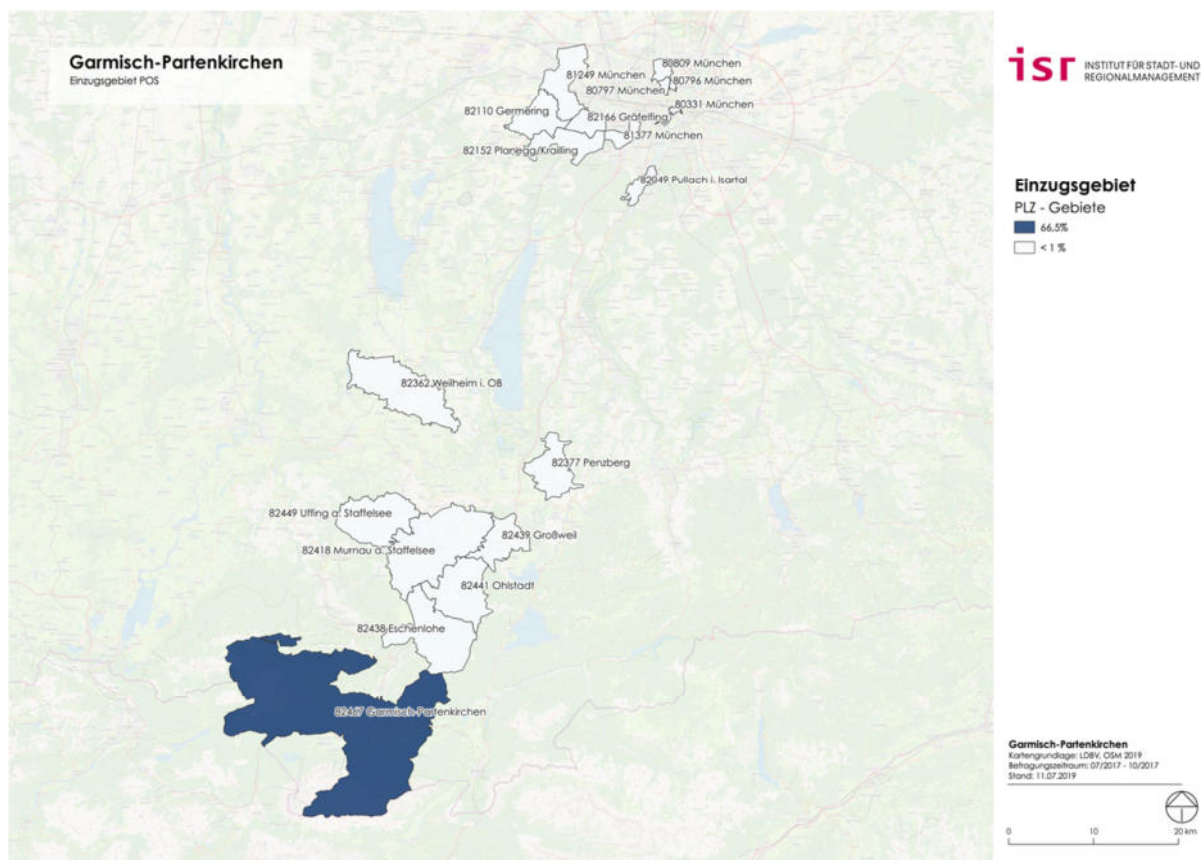 Garmisch-Partenkirchen
Einzugsgebiet POS
80809 München
81249 München
80796 München
80797 München
82110 Germering
80331 München
82166 Gräfelfing
81377 München
82152 Planegg/Krailling
82049 Pullach i. Isartal
82362 Weilheim i. OB
82377 Penzberg
82449 Uffing a. Staffelsee
82439 Großweil
82418 Murnau a. Staffelsee
82441 Ohlstadt
82438 Eschenlohe
82467 Garmisch-Partenkirchen
isr INSTITUT FÜR STADT- UND
REGIONALMANAGEMENT
Einzugsgebiet
PLZ - Gebiete
66,5%
< 1 %
Garmisch-Partenkirchen
Kartengrundlage: LDBV, OSM 2019
Befragungszeitraum: 07/2017 - 10/2017
Stand: 11.07.2019
0 10 20 km